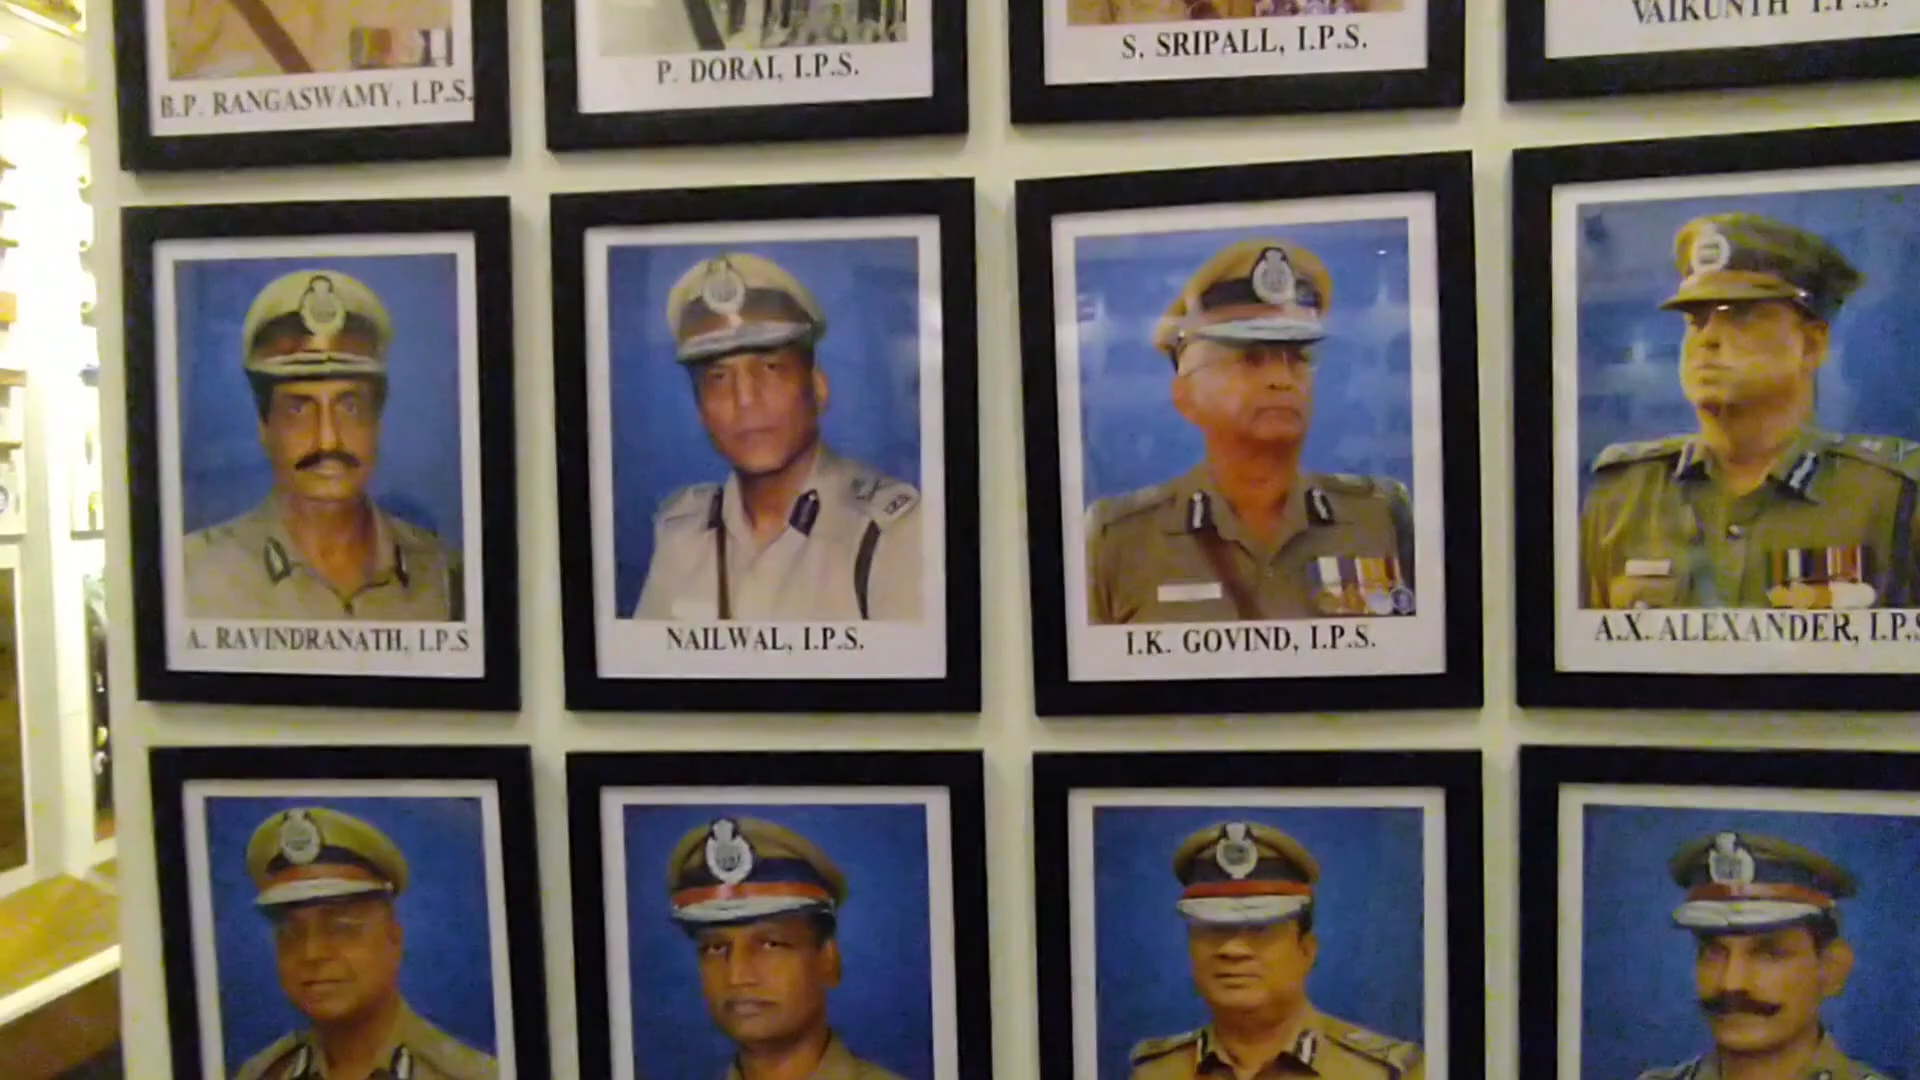 B.P. RANGASWAMY, I.P.S.
P. DORAI, I.P.S.
S. SRIPALL, I.P.S.
VAIKUNTH I.P.S.
A. RAVINDRANATH, I.P.S
NAILWAL, I.P.S.
I.K. GOVIND, I.P.S.
A.X. ALEXANDER, I.P.S